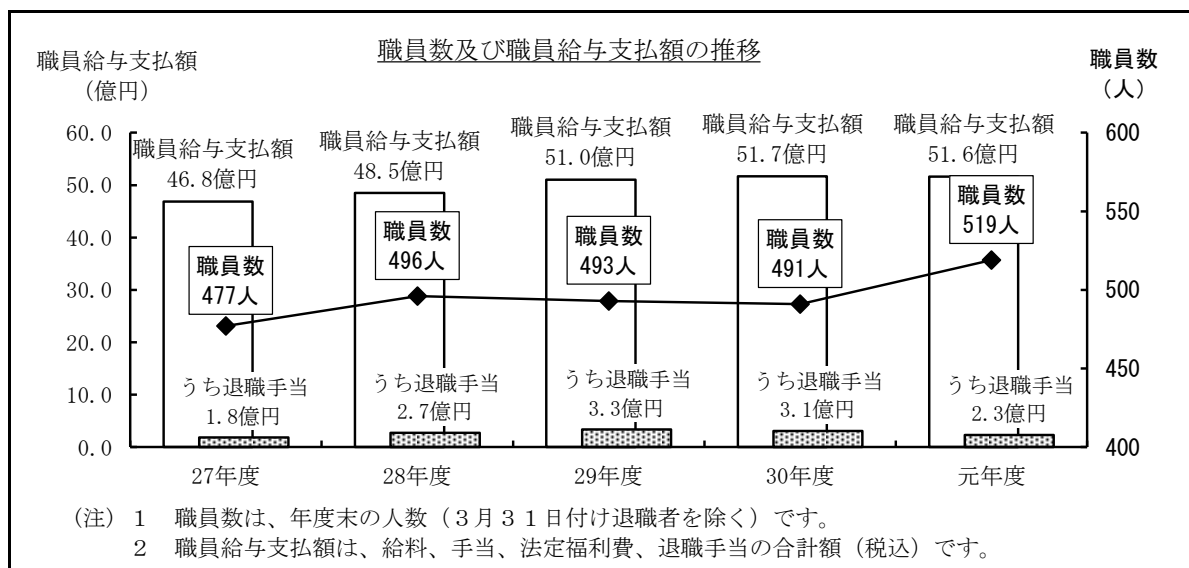 職員数及び職員給与支払額の推移
職員給与支払額
（億円）
職員数
（人）
60.0
50.0
40.0
30.0
20.0
10.0
0.0
職員給与支払額
46.8億円
職員給与支払額
48.5億円
職員給与支払額
51.0億円
職員給与支払額
51.7億円
職員給与支払額
51.6億円
職員数
477人
職員数
496人
職員数
493人
職員数
491人
職員数
519人
うち退職手当
1.8億円
うち退職手当
2.7億円
うち退職手当
3.3億円
うち退職手当
3.1億円
うち退職手当
2.3億円
600
550
500
450
400
27年度
28年度
29年度
30年度
元年度
（注）１　職員数は、年度末の人数（３月３１日付け退職者を除く）です。
２　職員給与支払額は、給料、手当、法定福利費、退職手当の合計額（税込）です。